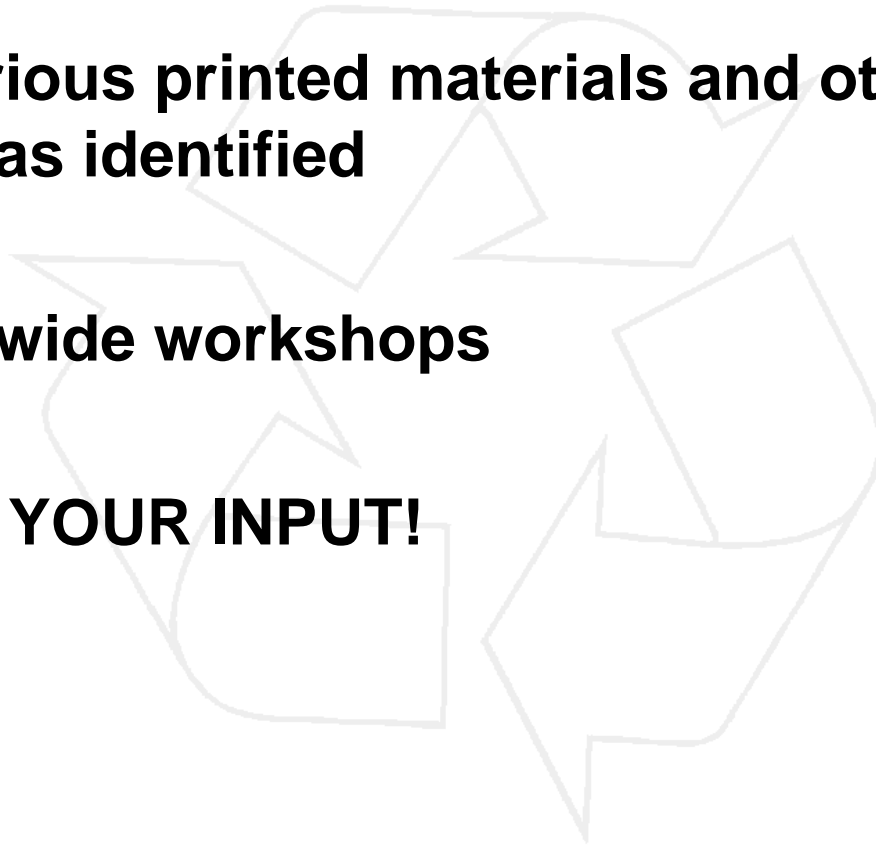 rious printed materials and ot
as identified
wide workshops
YOUR INPUT!